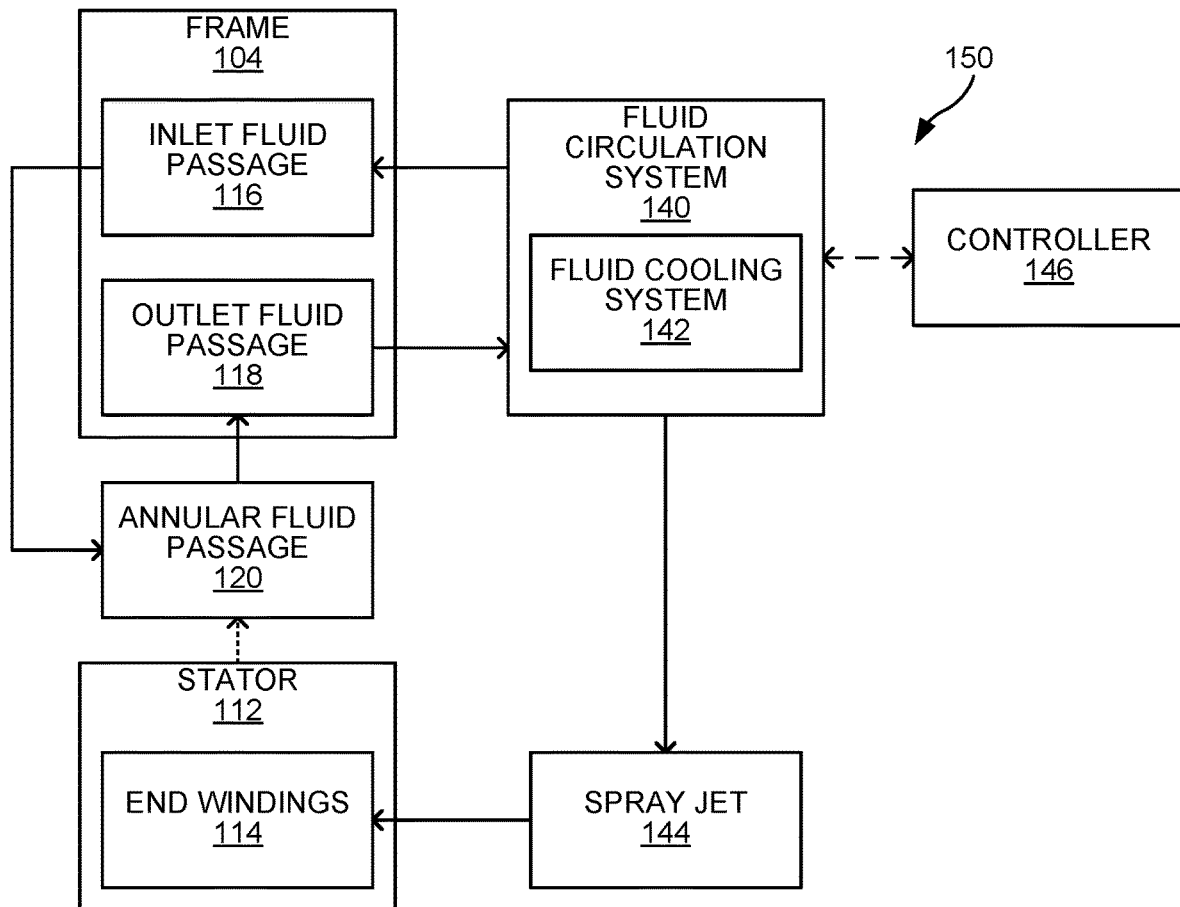 FRAME
104
INLET FLUID
PASSAGE
116
OUTLET FLUID
PASSAGE
118
ANNULAR FLUID
PASSAGE
120
STATOR
112
END WINDINGS
114
FLUID
CIRCULATION
SYSTEM
140
FLUID COOLING
SYSTEM
142
SPRAY JET
144
150
CONTROLLER
146